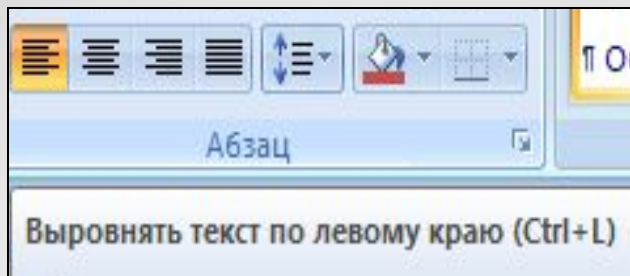 ¶ О
Абзац
Выровнять текст по левому краю (Ctrl+L)